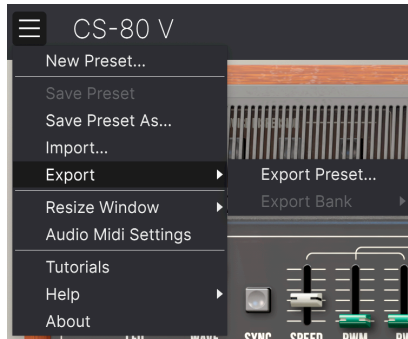 CS-80 V
New Preset...
Save Preset
Save Preset As...
Import...
Export
Export Preset...
Resize Window
Export Bank
Audio Midi Settings
Tutorials
Help
About
SYNC SPEED PWM